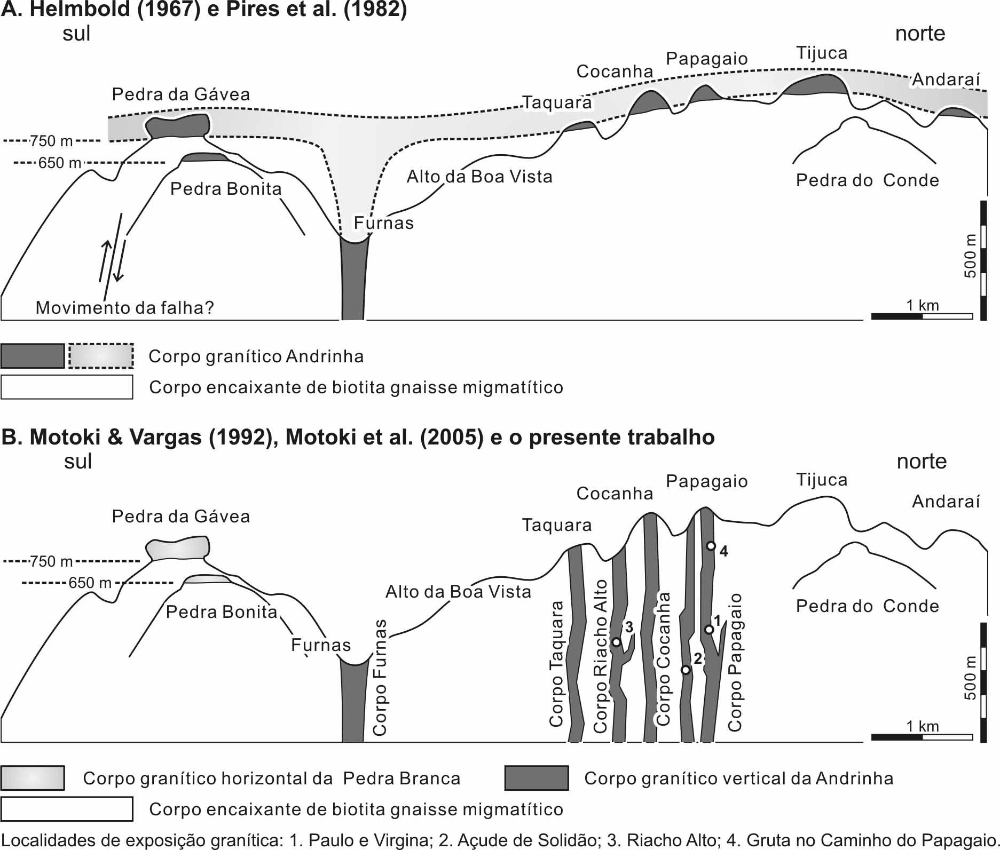 A. Helmbold (1967) e Pires et al. (1982)
sul
norte
Tijuca
Papagaio
Cocanha
Andaraí
Pedra da Gávea
Taquara
750 m
650 m
Alto da Boa Vista
Pedra do Conde
Pedra Bonita
Furnas
500 m
Movimento da falha?
1 km
Corpo granítico Andrinha
Corpo encaixante de biotita gnaisse migmatítico
B. Motoki & Vargas (1992), Motoki et al. (2005) e o presente trabalho
sul
norte
Tijuca
Papagaio
Cocanha
Andaraí
Pedra da Gávea
Taquara
4
750 m
650 m
Alto da Boa Vista
Pedra do Conde
Pedra Bonita
1
3
Furnas
2
Corpo Furnas
Corpo Taquara
Corpo Riacho Alto
Corpo Cocanha
Corpo Papagaio
500 m
1 km
Corpo granítico horizontal da Pedra Branca
Corpo granítico vertical da Andrinha
Corpo encaixante de biotita gnaisse migmatítico
Localidades de exposição granítica: 1. Paulo e Virgina; 2. Açude de Solidão; 3. Riacho Alto; 4. Gruta no Caminho do Papagaio